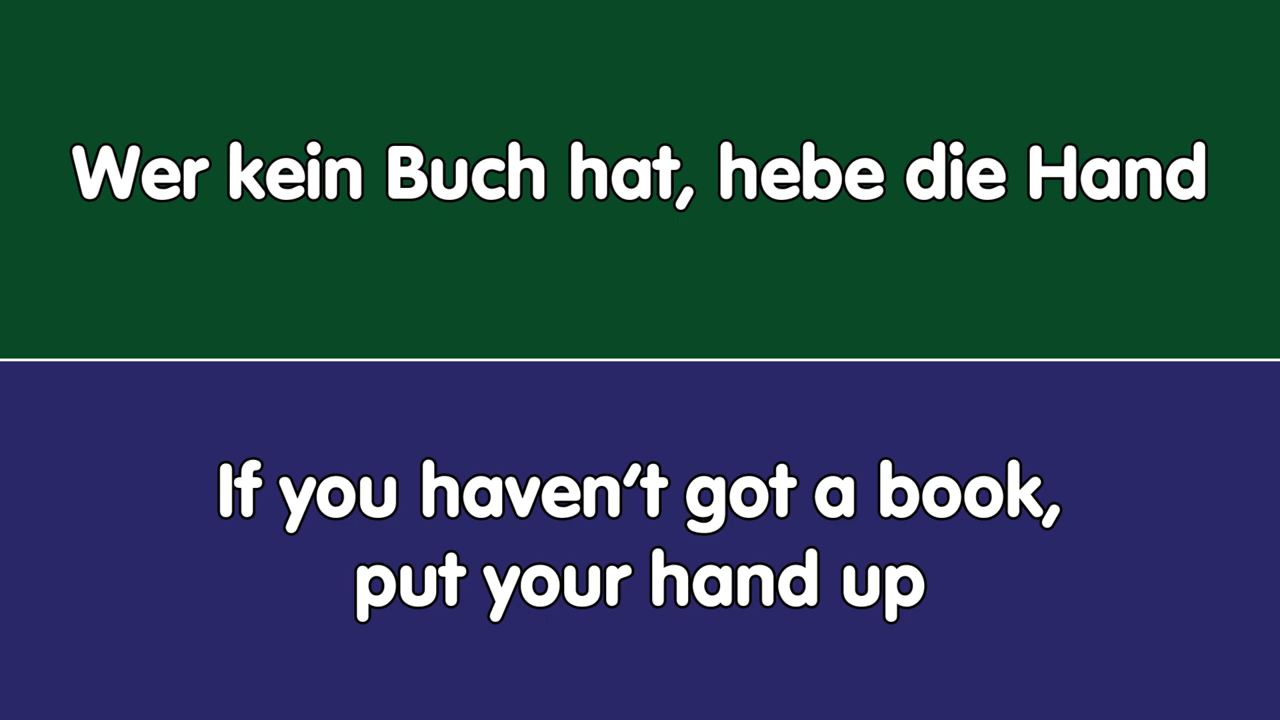 Wer kein Buch hat, hebe die Hand
If you haven't got a book,
put your hand up